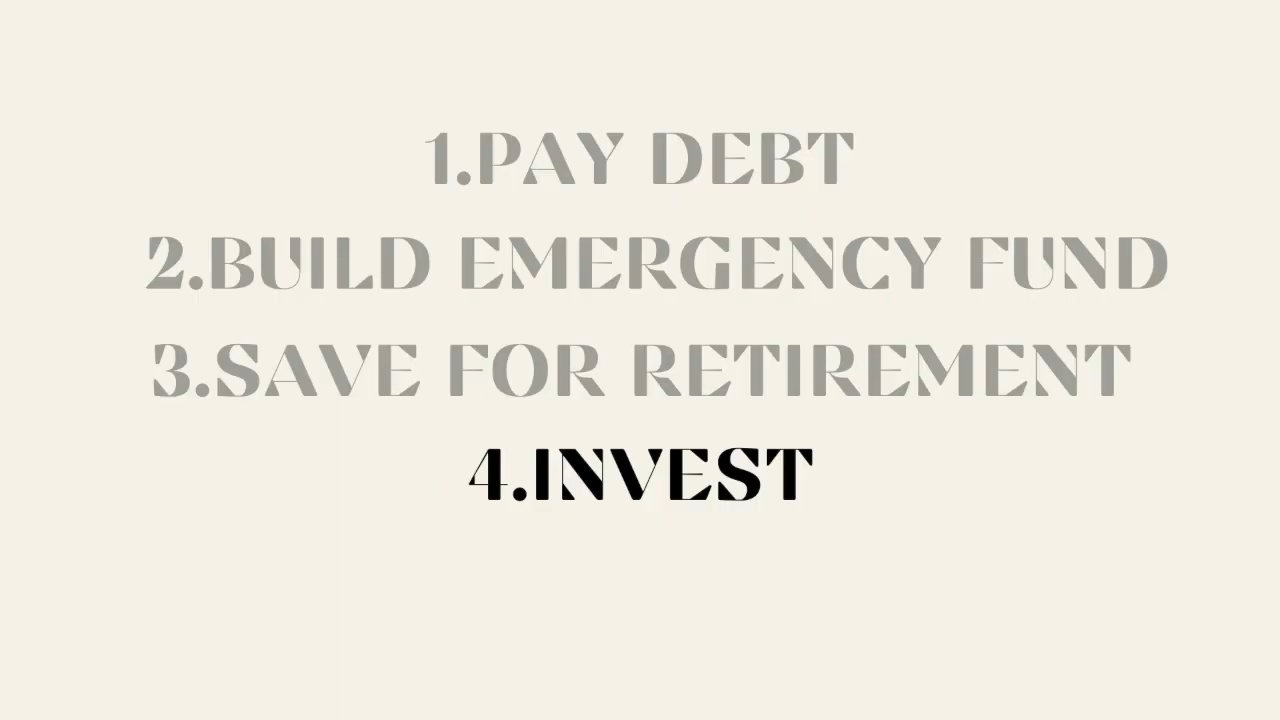 1.PAY DEBT
2.BUILD EMERGENCY FUND
3.SAVE FOR RETIREMENT
4.INVEST